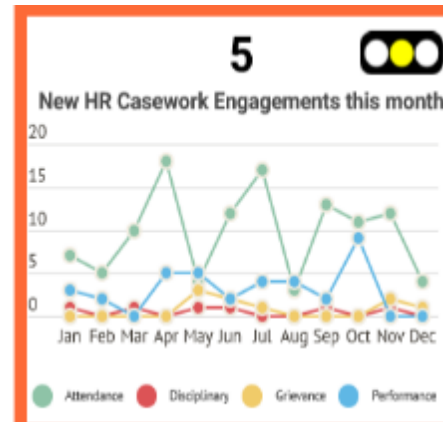 5
New HR Casework Engagements this month
20
15
10
5
0
Jan Feb Mar Apr May Jun Jul Aug Sep Oct Nov Dec
Attendance Disciplinary Grievance Performance